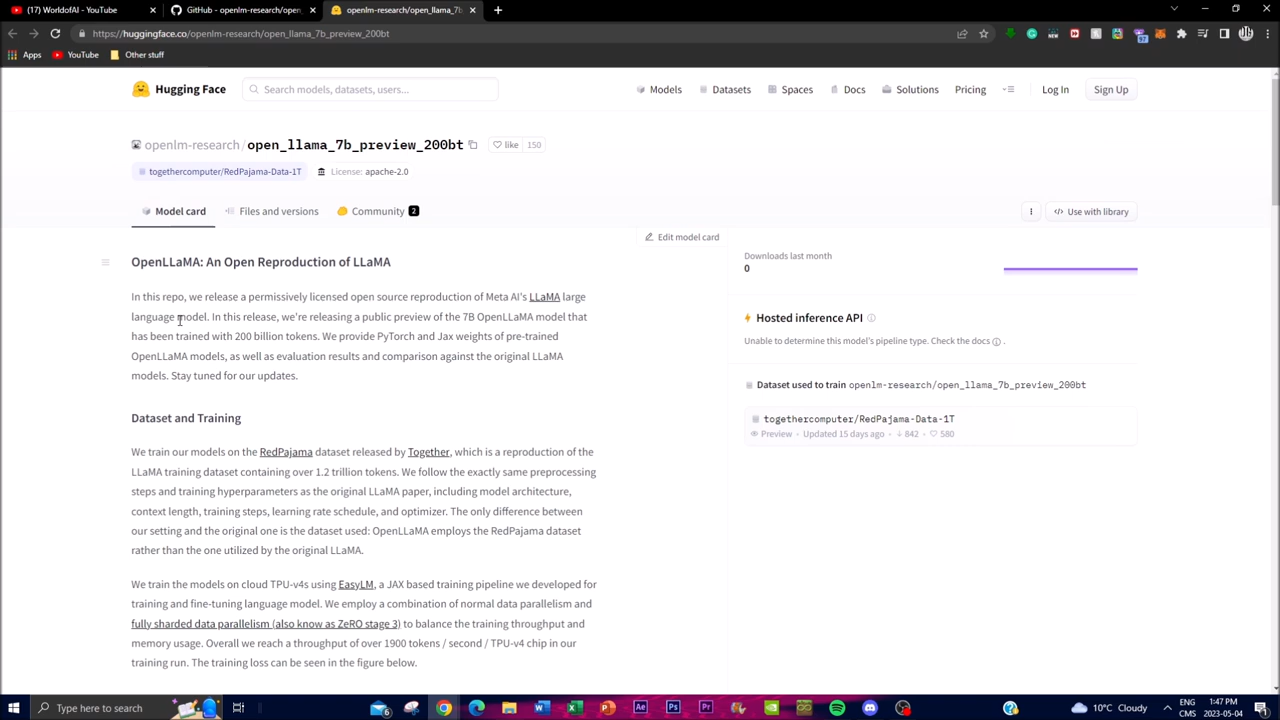 (17) WorldofAI - YouTube
GitHub - openlm-research/open_
openlm-research/open_llama_7b_
https://huggingface.co/openlm-research/open_llama_7b_preview_200bt
Apps
YouTube
Maps
News
Translate
Hugging Face
Search models, datasets, users...
Models
Datasets
Spaces
Docs
Solutions
Pricing
Log In
Sign Up
openlm-research/open_llama_7b_preview_200bt
like 150
togethercomputer/RedPajama-Data-1T
License: apache-2.0
Model card
Files and versions
Community 2
Use with library
Edit model card
OpenLLaMA: An Open Reproduction of LLaMA
In this repo, we release a permissively licensed open source reproduction of Meta AI's LLaMA large
language model. In this release, we're releasing a public preview of the 7B OpenLLaMA model that
has been trained with 200 billion tokens. We provide PyTorch and Jax weights of pre-trained
OpenLLaMA models, as well as evaluation results and comparison against the original LLaMA
models. Stay tuned for our updates.
Dataset and Training
We train our models on the RedPajama dataset released by Together, which is a reproduction of the
LLaMA training dataset containing over 1.2 trillion tokens. We follow the exactly same preprocessing
steps and training hyperparameters as the original LLaMA paper, including model architecture,
context length, training steps, learning rate schedule, and optimizer. The only difference between
our setting and the original one is the dataset used: OpenLLaMA employs the RedPajama dataset
rather than the one utilized by the original LLaMA.
We train the models on cloud TPU-v4s using EasyLM, a JAX based training pipeline we developed for
training and fine-tuning language model. We employ a combination of normal data parallelism and
fully sharded data parallelism (also know as ZeRO stage 3) to balance the training throughput and
memory usage. Overall we reach a throughput of over 1900 tokens / second / TPU-v4 chip in our
training run. The training loss can be seen in the figure below.
Downloads last month
0
Hosted inference API
Unable to determine this model's pipeline type. Check the docs .
Dataset used to train openlm-research/open_llama_7b_preview_200bt
togethercomputer/RedPajama-Data-1T
Preview • Updated 15 days ago • 842 • 580
Type here to search
10°C Cloudy
ENG
CMS
1:47 PM
2023-05-04